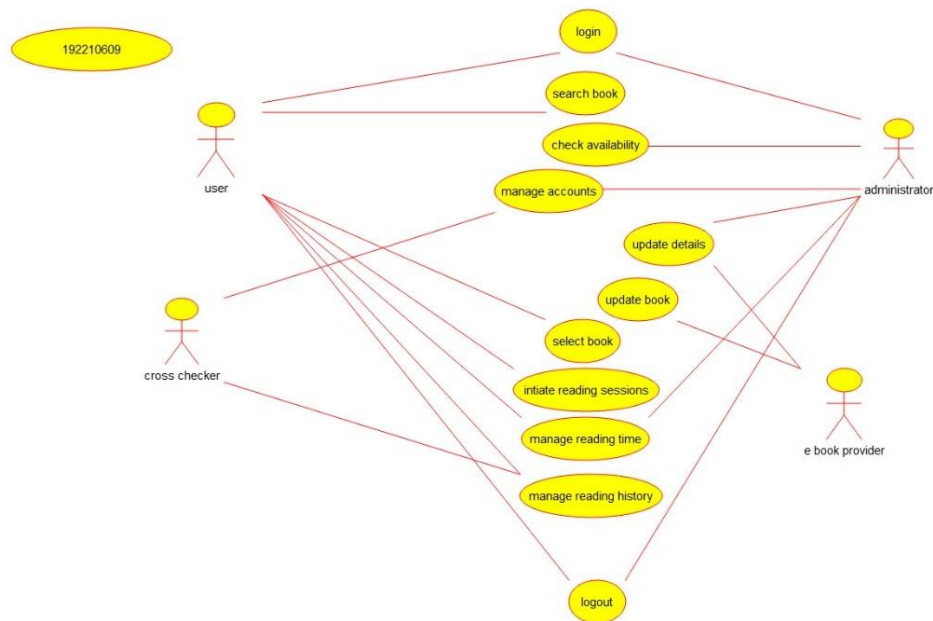 192210609
login
search book
check availability
user
administrator
manage accounts
update details
update book
select book
cross checker
intiate reading sessions
manage reading time
e book provider
manage reading history
logout